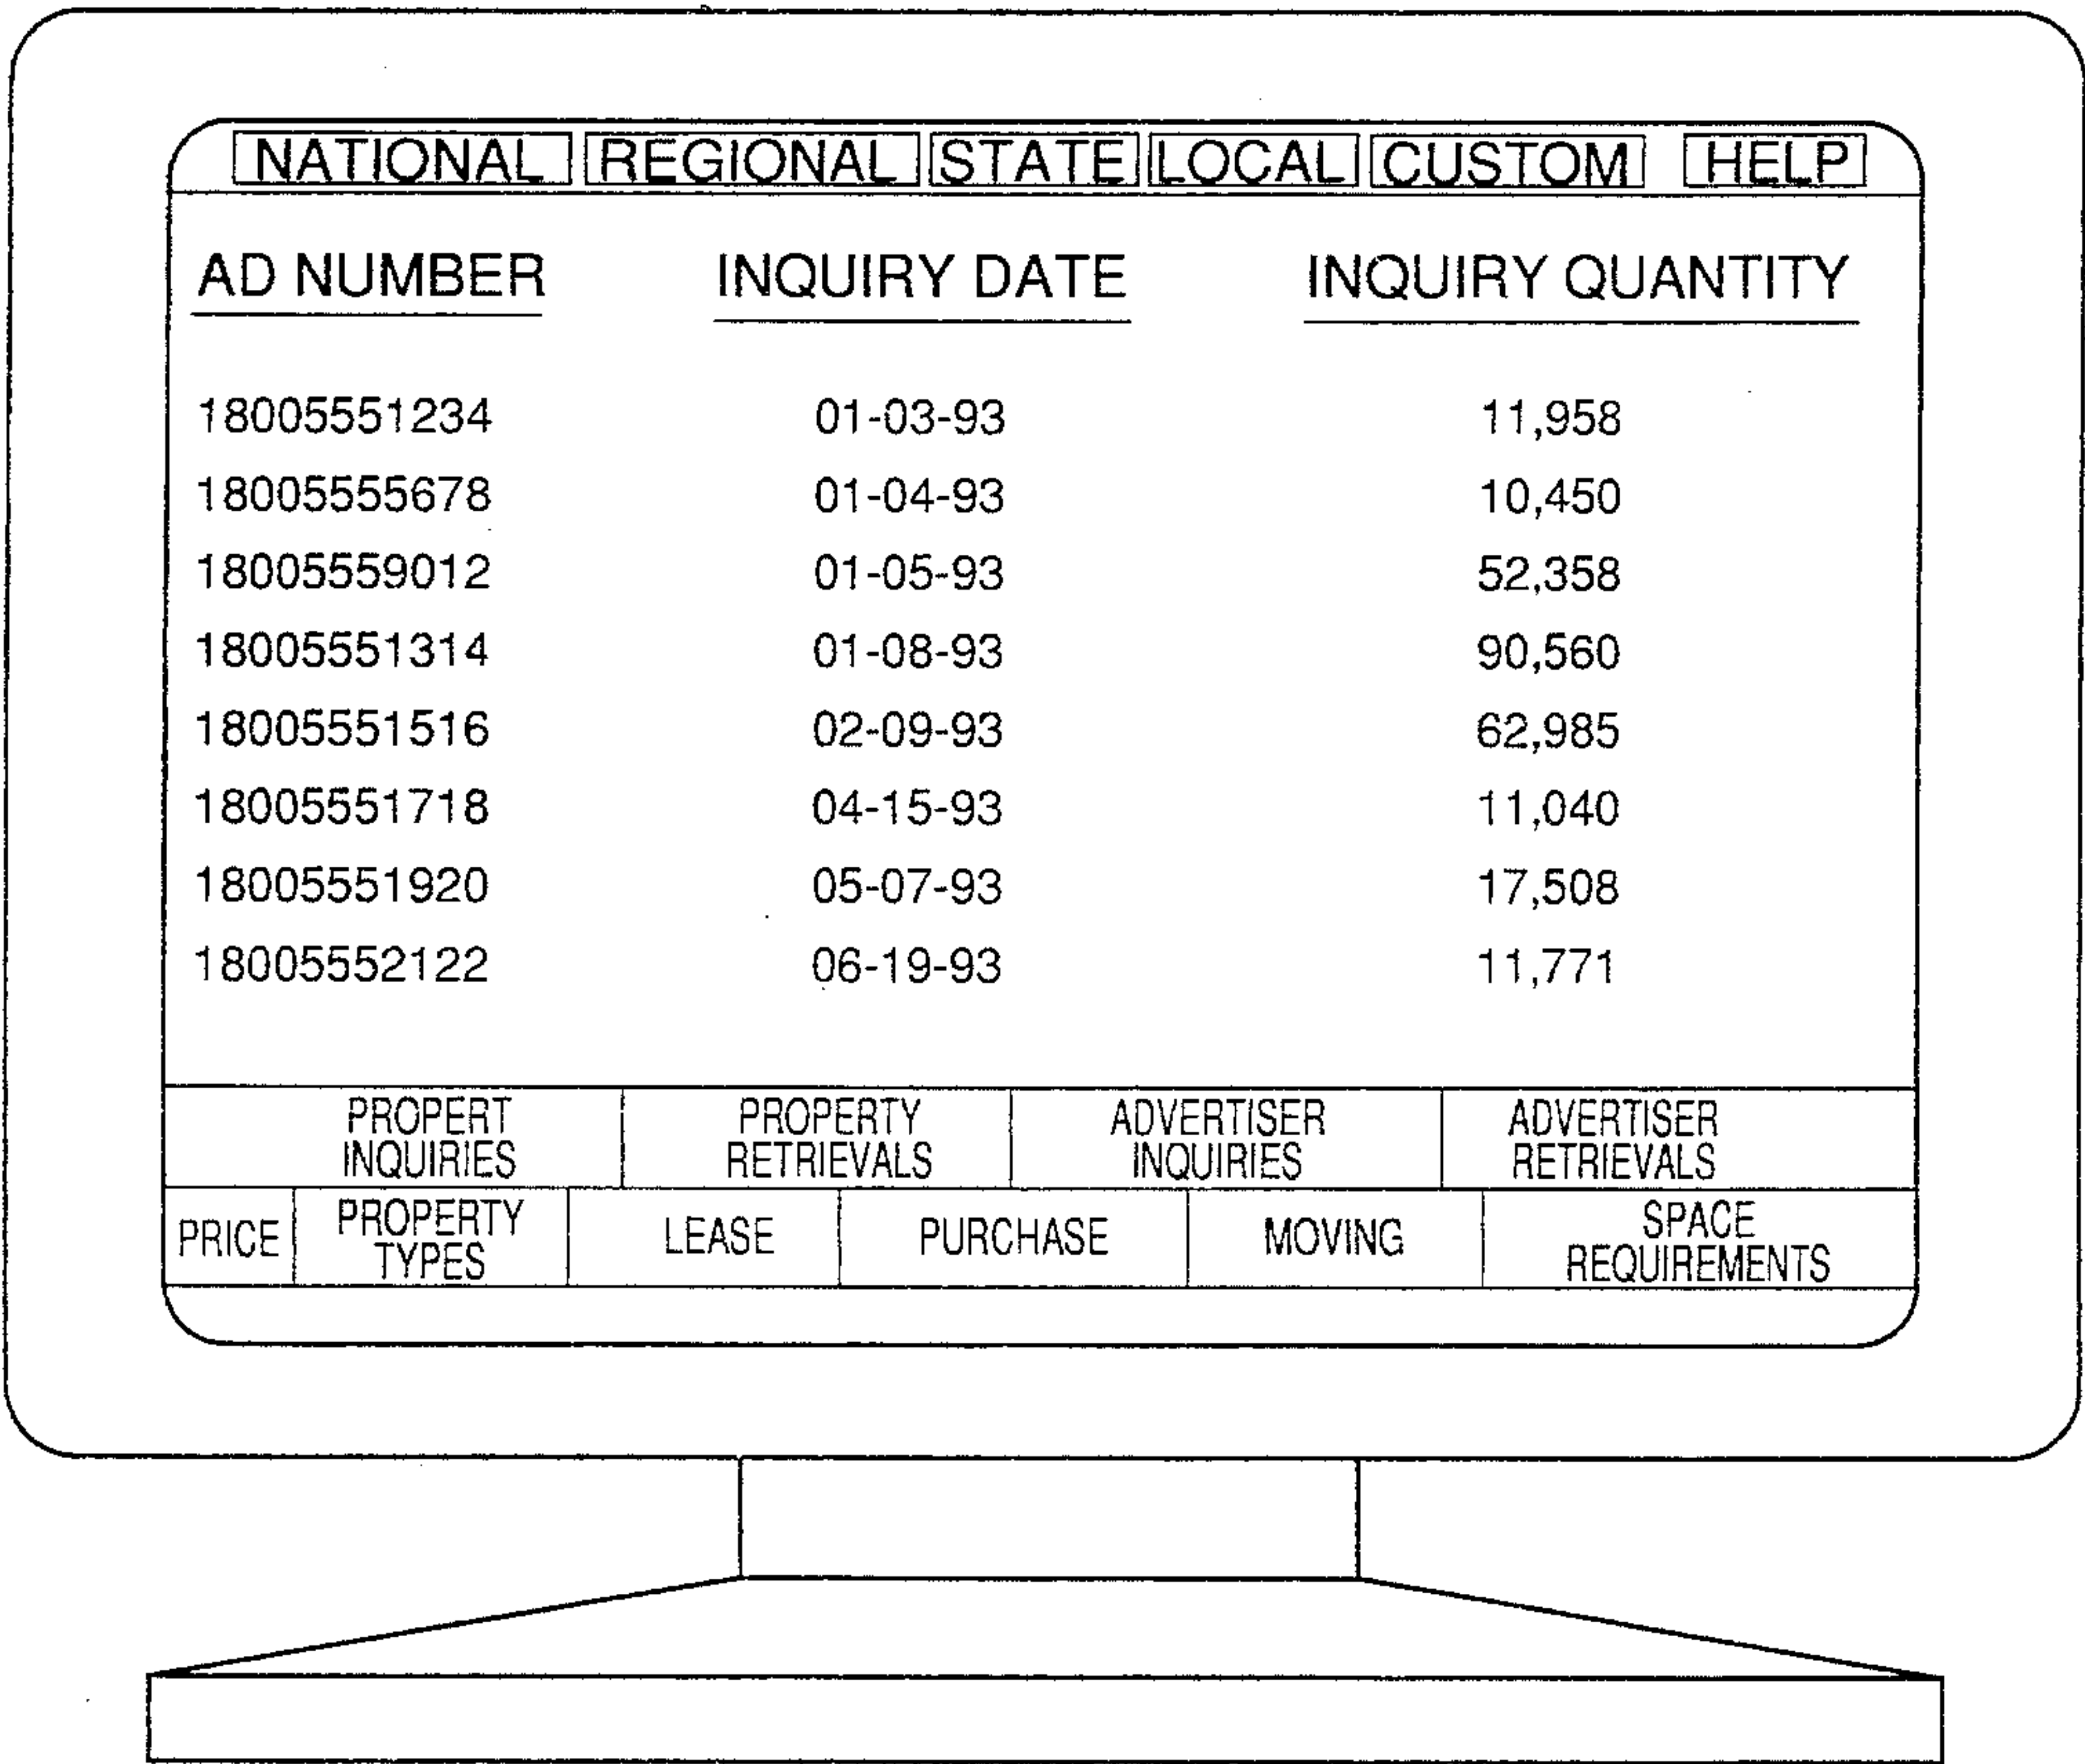 NATIONAL REGIONAL STATE LOCAL CUSTOM HELP
AD NUMBER INQUIRY DATE INQUIRY QUANTITY
18005551234 01-03-93 11,958
18005555678 01-04-93 10,450
18005559012 01-05-93 52,358
18005551314 01-08-93 90,560
18005551516 02-09-93 62,985
18005551718 04-15-93 11,040
18005551920 05-07-93 17,508
18005552122 06-19-93 11,771
PROPERT PROPERTY ADVERTISER ADVERTISER
INQUIRIES RETRIEVALS INQUIRIES RETRIEVALS
PRICE PROPERTY TYPES LEASE PURCHASE MOVING SPACE REQUIREMENTS